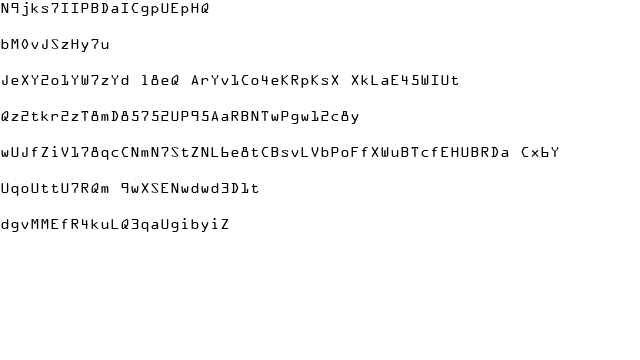 N9jks7IIPBDaICgpUEpHQ
bM0vJSzHy7u
JeXY2o1YW7zYd 18eQ ArYv1Co4eKRpKsX XkLaE45WIUt
Qz2tkr2zT8mD85752UP95AaRBNTwPgw12c8y
wUJfZiV178qcCNmN7StZNL6e8tCBsvLVbPoFfXWuBTcfEHUBRDa Cx6Y
UqoUttU7RQm 9wXSENwdwd3D1t
dgvMMEfR4kuLQ3qaUgibyiZ